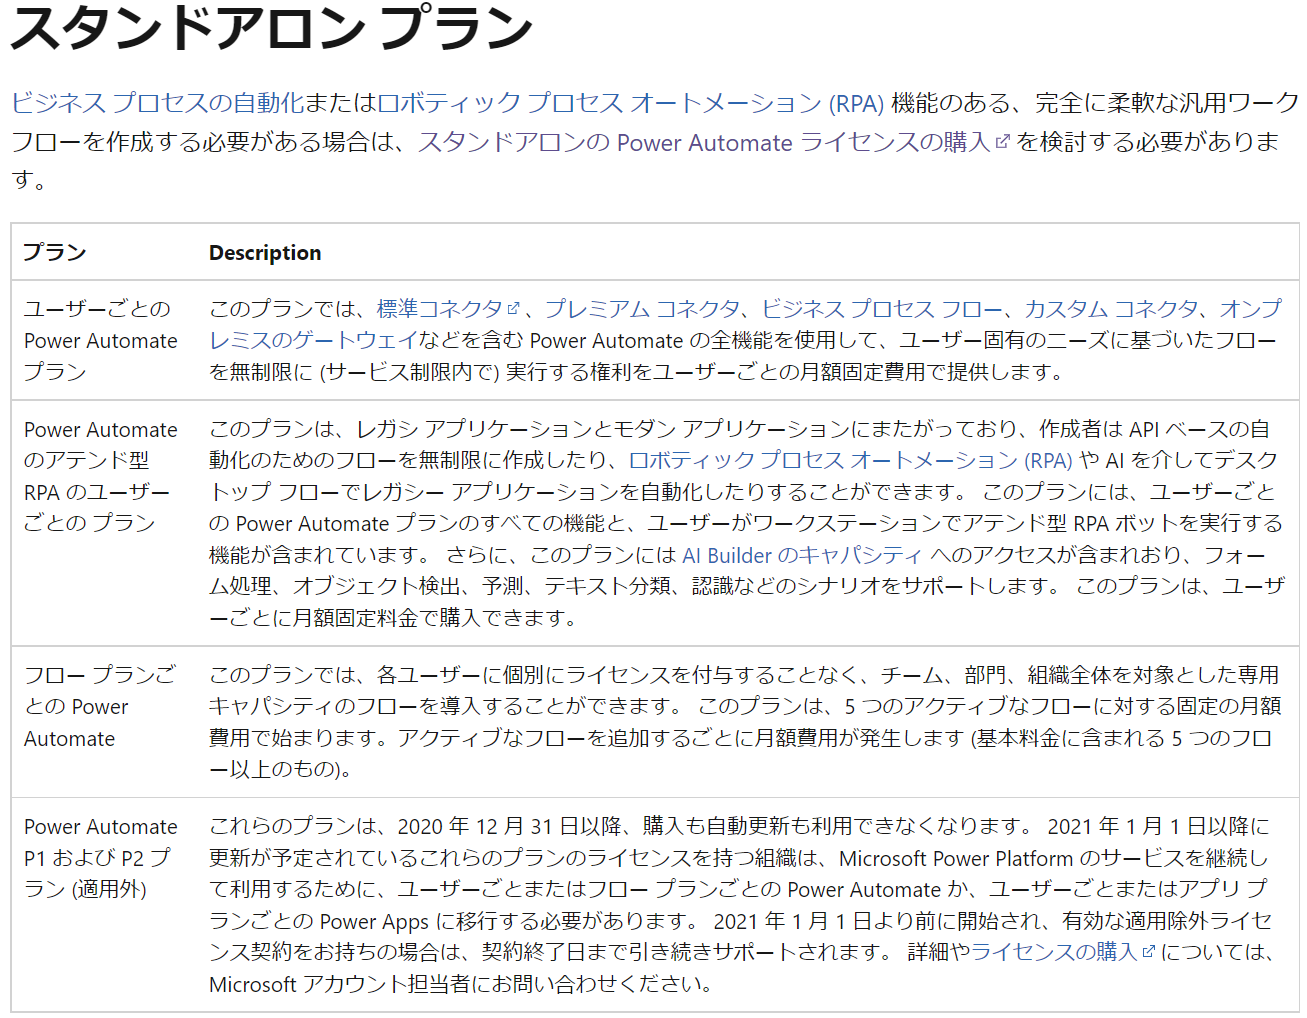 スタンドアロン プラン
ビジネス プロセスの自動化またはロボティック プロセス オートメーション (RPA) 機能のある、完全に柔軟な汎用ワーク
フローを作成する必要がある場合は、スタンドアロンの Power Automate ライセンスの購入 を検討する必要がありま
す。
プラン Description
ユーザーごとの
Power Automate
プラン
このプランでは、標準コネクタ 、プレミアム コネクタ、ビジネス プロセス フロー、カスタム コネクタ、オンプ
レミスのゲートウェイなどを含む Power Automate の全機能を使用して、ユーザー固有のニーズに基づいたフロー
を無制限に (サービス制限内で) 実行する権利をユーザーごとの月額固定費用で提供します。
Power Automate
のアテンド型
RPA のユーザー
ごとの プラン
このプランは、レガシ アプリケーションとモダン アプリケーションにまたがっており、作成者は API ベースの自
動化のためのフローを無制限に作成したり、ロボティック プロセス オートメーション (RPA) や AI を介してデスク
トップ フローでレガシー アプリケーションを自動化したりすることができます。 このプランには、ユーザーごと
の Power Automate プランのすべての機能と、ユーザーがワークステーションでアテンド型 RPA ボットを実行する
機能が含まれています。 さらに、このプランには AI Builder のキャパシティ へのアクセスが含まれおり、フォー
ム処理、オブジェクト検出、予測、テキスト分類、認識などのシナリオをサポートします。 このプランは、ユーザ
ーごとに月額固定料金で購入できます。
フロー プランご
との Power
Automate
このプランでは、各ユーザーに個別にライセンスを付与することなく、チーム、部門、組織全体を対象とした専用
キャパシティのフローを導入することができます。 このプランは、5 つのアクティブなフローに対する固定の月額
費用で始まります。アクティブなフローを追加するごとに月額費用が発生します (基本料金に含まれる 5 つのフロ
ー以上のもの)。
Power Automate
P1 および P2 プ
ラン (適用外)
これらのプランは、2020 年 12 月 31 日以降、購入も自動更新も利用できなくなります。 2021 年 1 月 1 日以降に
更新が予定されているこれらのプランのライセンスを持つ組織は、Microsoft Power Platform のサービスを継続し
て利用するために、ユーザーごとまたはフロー プランごとの Power Automate か、ユーザーごとまたはアプリ プ
ランごとの Power Apps に移行する必要があります。 2021 年 1 月 1 日より前に開始され、有効な適用除外ライセ
ンス契約をお持ちの場合は、契約終了日まで引き続きサポートされます。 詳細やライセンスの購入 については、
Microsoft アカウント担当者にお問い合わせください。